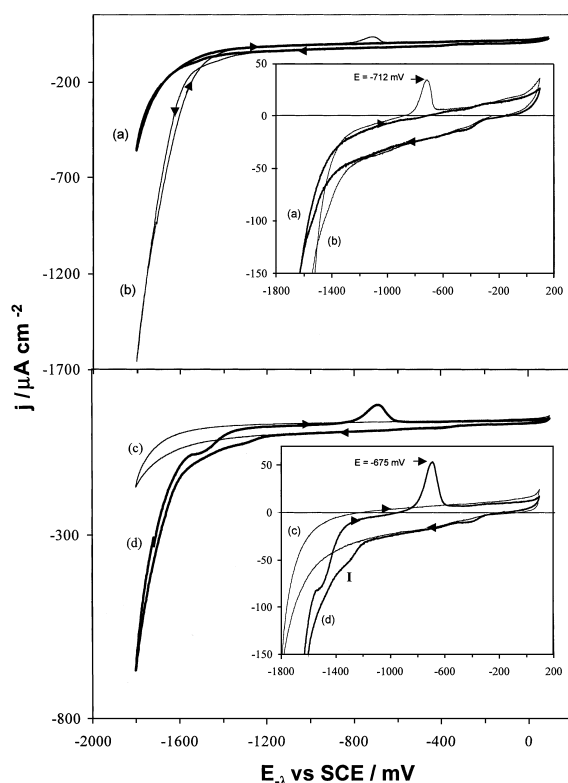 -200
-700
-1200
-1700
(a)
(b)
50
0
-50
-100
-150
E = -712 mV
(a)
(b)
-1800 -1400 -1000 -600 -200 200
j / μA cm⁻²
-300
-800
(c)
(d)
50
0
-50
-100
-150
E = -675 mV
(c)
I
(d)
-1800 -1400 -1000 -600 -200 200
-2000 -1600 -1200 -800 -400 0
E₋λ vs SCE / mV